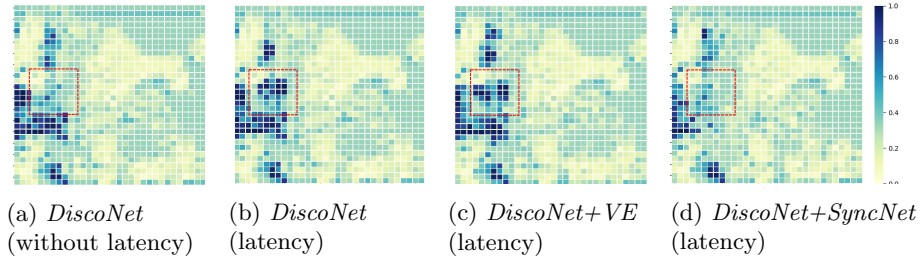 1.0
0.8
0.6
0.4
0.2
0.0
(a) DiscoNet (without latency)
(b) DiscoNet (latency)
(c) DiscoNet+VE (latency)
(d) DiscoNet+SyncNet (latency)